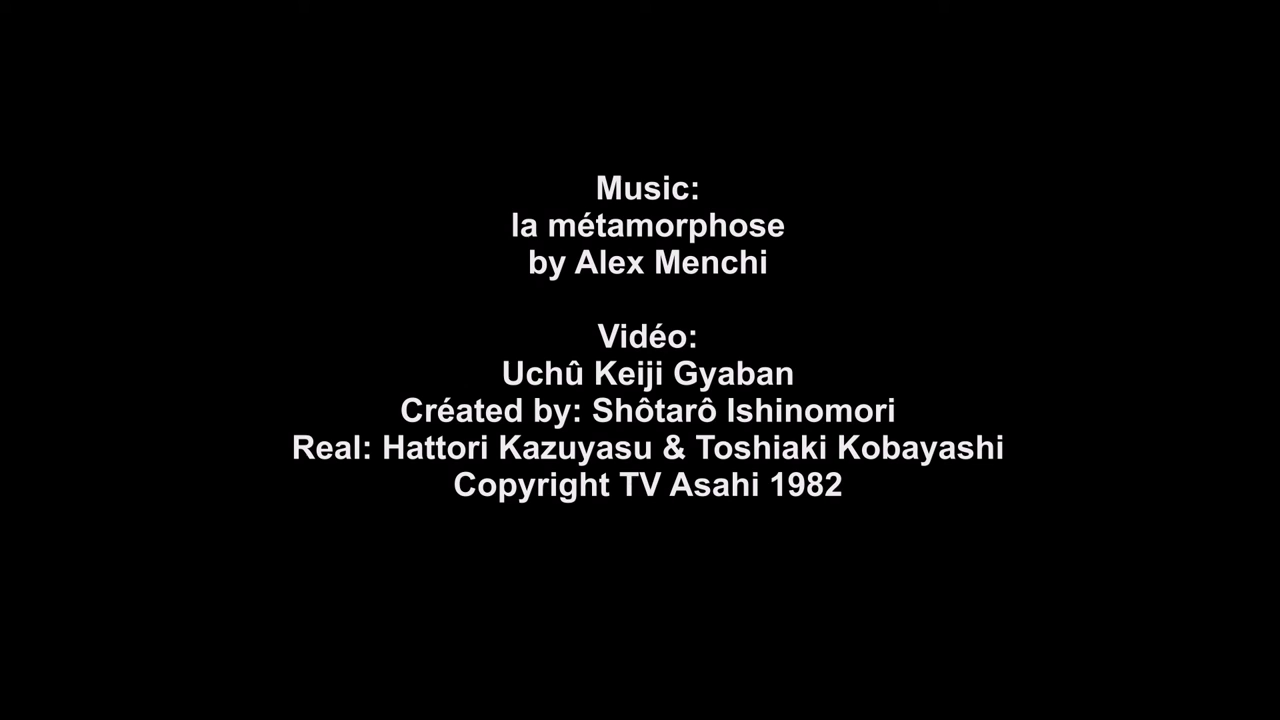 Music:
la métamorphose
by Alex Menchi
Vidéo:
Uchû Keiji Gyaban
Créated by: Shôtarô Ishinomori
Real: Hattori Kazuyasu & Toshiaki Kobayashi
Copyright TV Asahi 1982